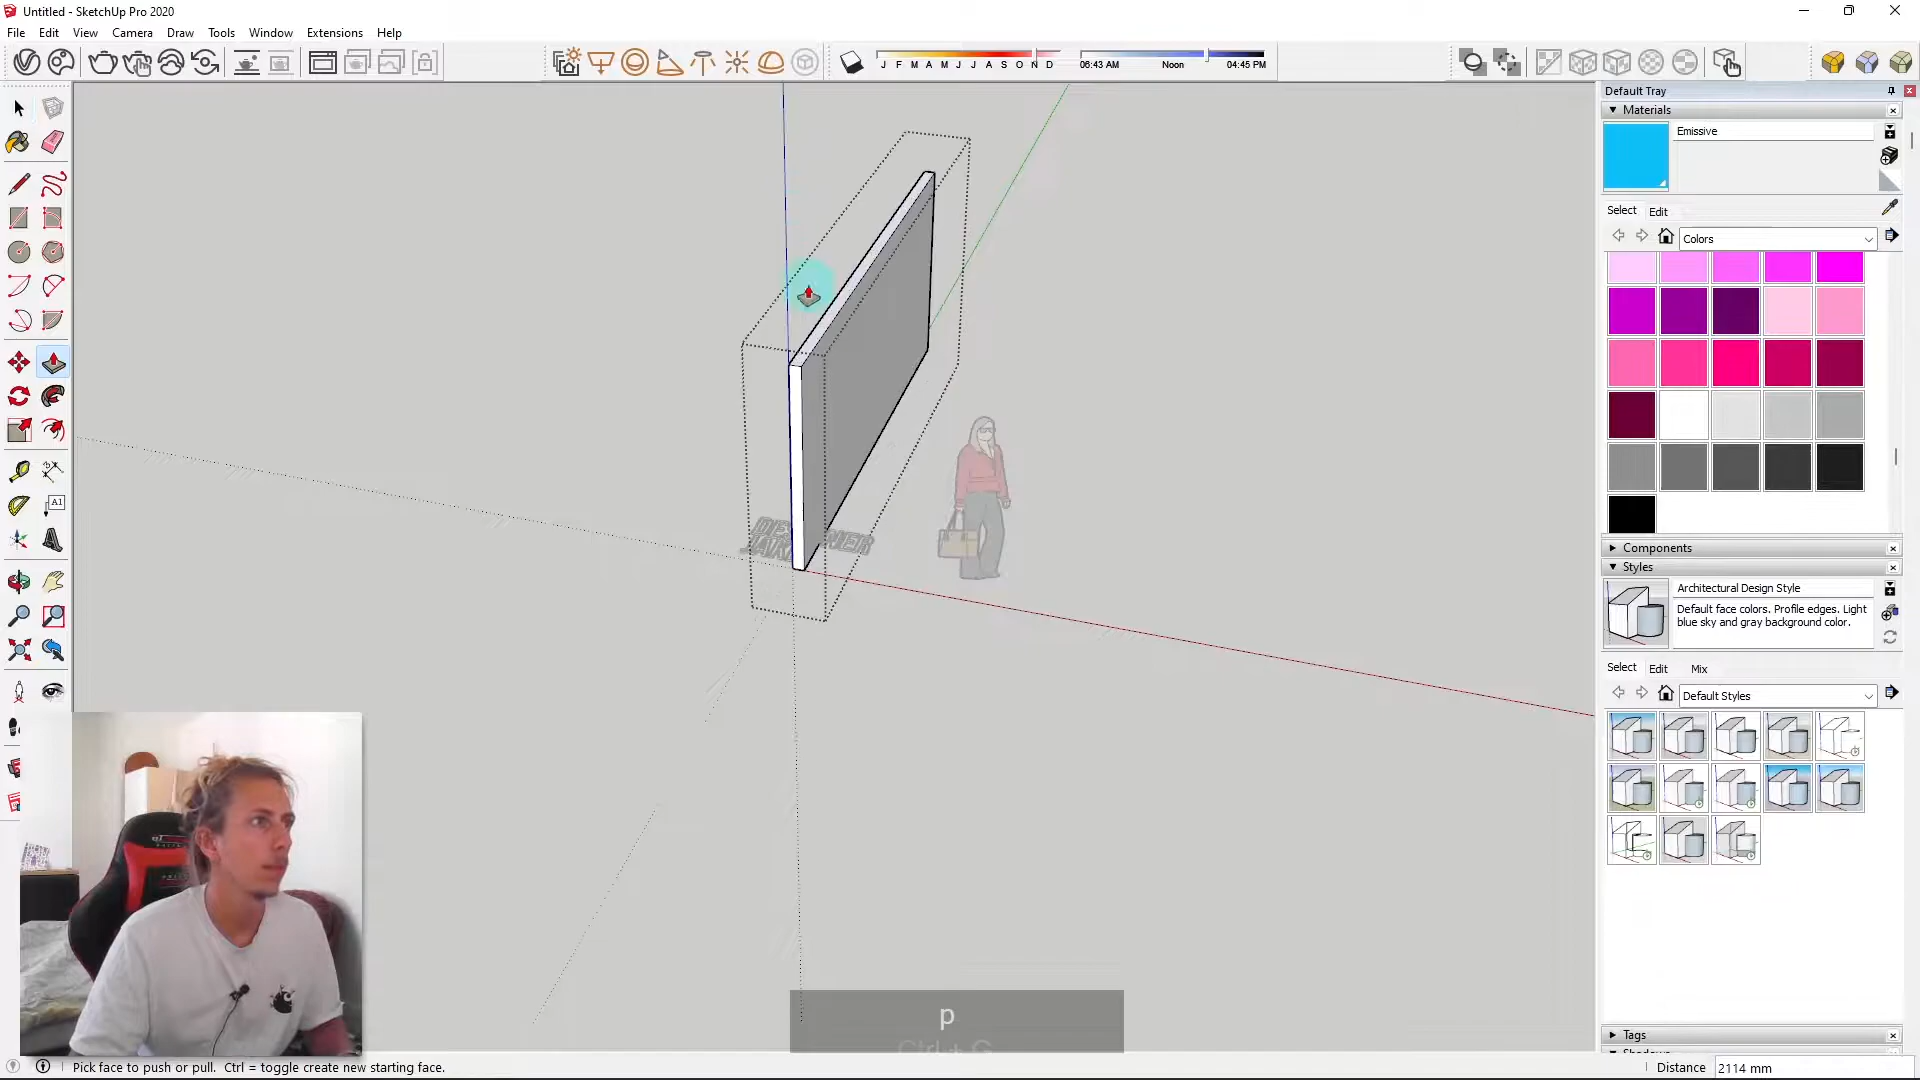 Untitled - SketchUp Pro 2020
File Edit View Camera Draw Tools Window Extensions Help
J F M A M J J A S O N D
06:43 AM Noon 04:45 PM
Default Tray
Materials
Emissive
Select Edit
Colors
Components
Styles
Architectural Design Style
Default face colors. Profile edges. Light
blue sky and gray background color.
Select Edit Mix
Default Styles
Tags
A1
p
Ctrl + G
Pick face to push or pull. Ctrl = toggle create new starting face.
Distance 2114 mm